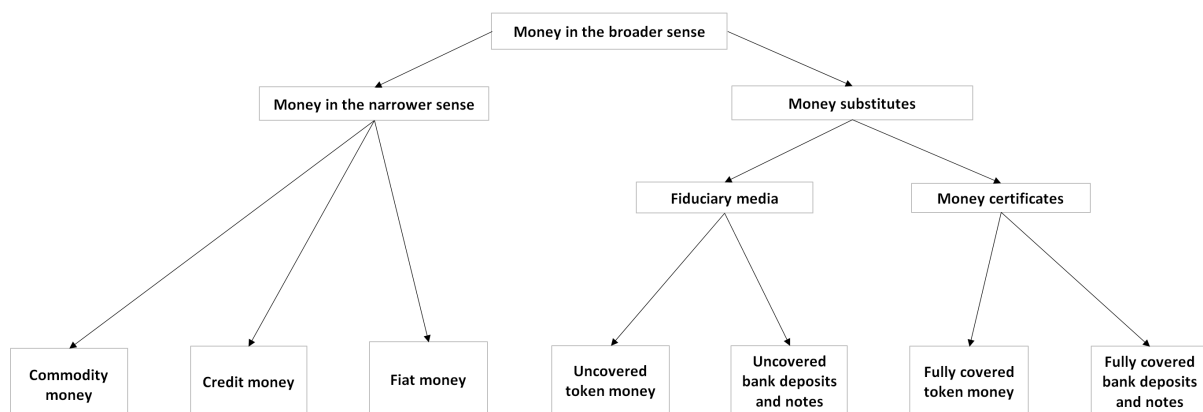 Money in the broader sense
Money in the narrower sense
Money substitutes
Fiduciary media
Money certificates
Commodity
money
Credit money
Fiat money
Uncovered
token money
Uncovered
bank deposits
and notes
Fully covered
token money
Fully covered
bank deposits
and notes